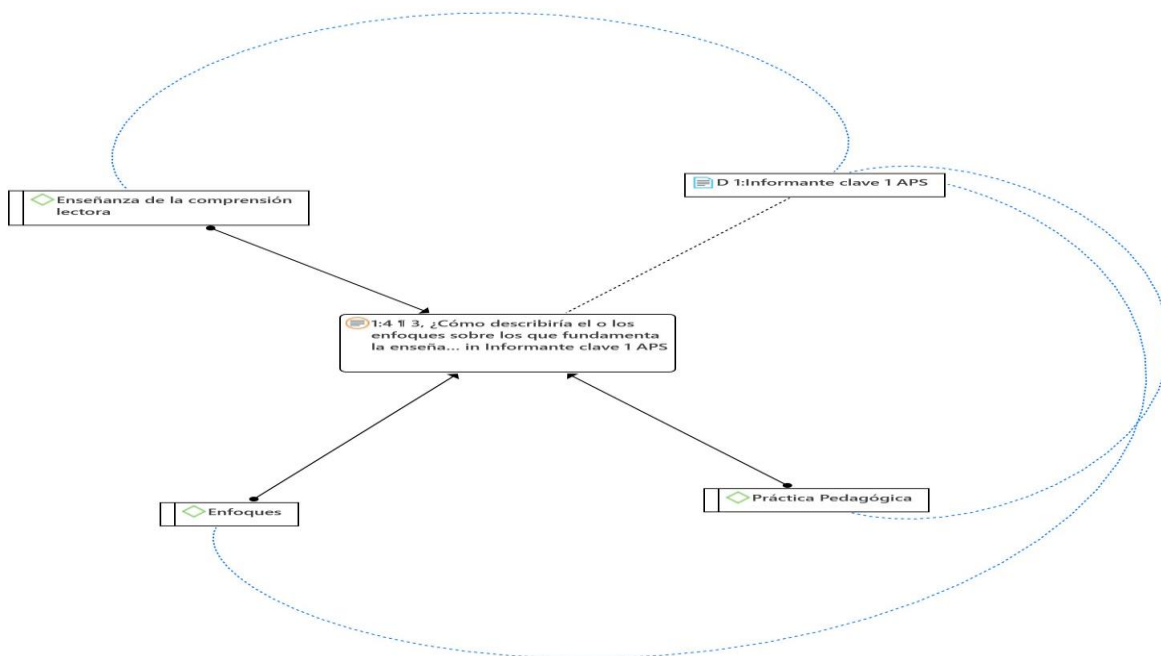 D 1:Informante clave 1 APS
Enseñanza de la comprensión
lectora
1:4 ¶ 3, ¿Cómo describiría el o los
enfoques sobre los que fundamenta
la enseña... in Informante clave 1 APS
Práctica Pedagógica
Enfoques